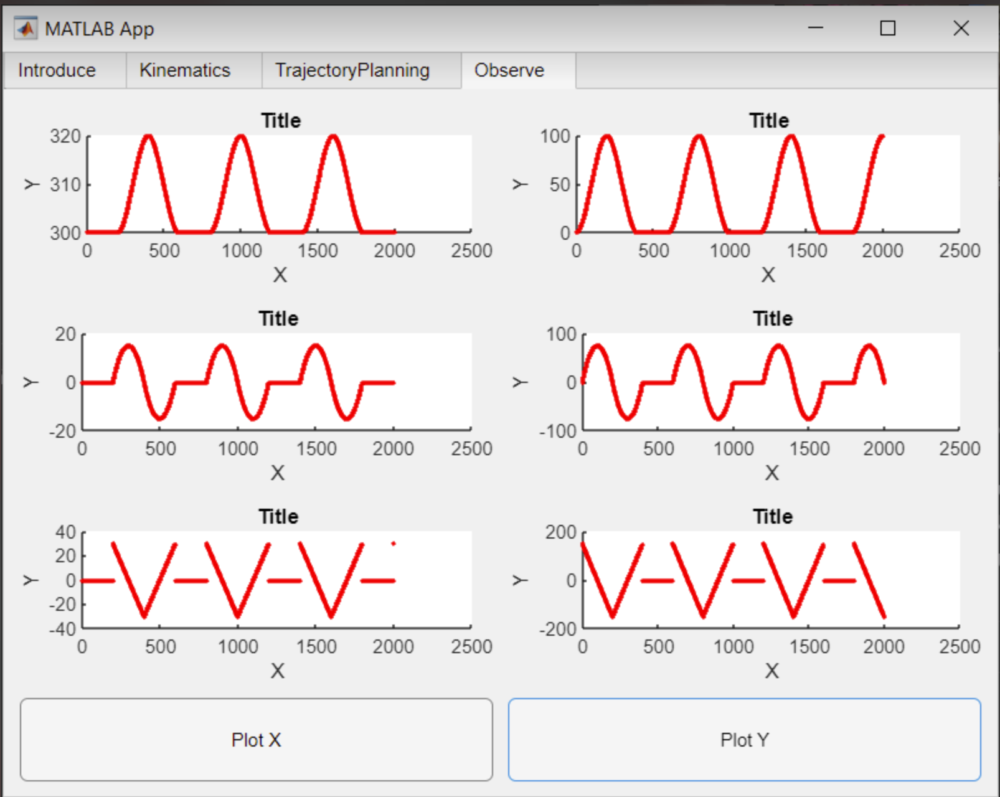 MATLAB App
Introduce Kinematics TrajectoryPlanning Observe
Title
320
310
300
Y
0 500 1000 1500 2000 2500
X
Title
100
50
0
Y
0 500 1000 1500 2000 2500
X
Title
20
0
-20
Y
0 500 1000 1500 2000 2500
X
Title
100
0
-100
Y
0 500 1000 1500 2000 2500
X
Title
40
20
0
-20
-40
Y
0 500 1000 1500 2000 2500
X
Title
200
0
-200
Y
0 500 1000 1500 2000 2500
X
Plot X
Plot Y